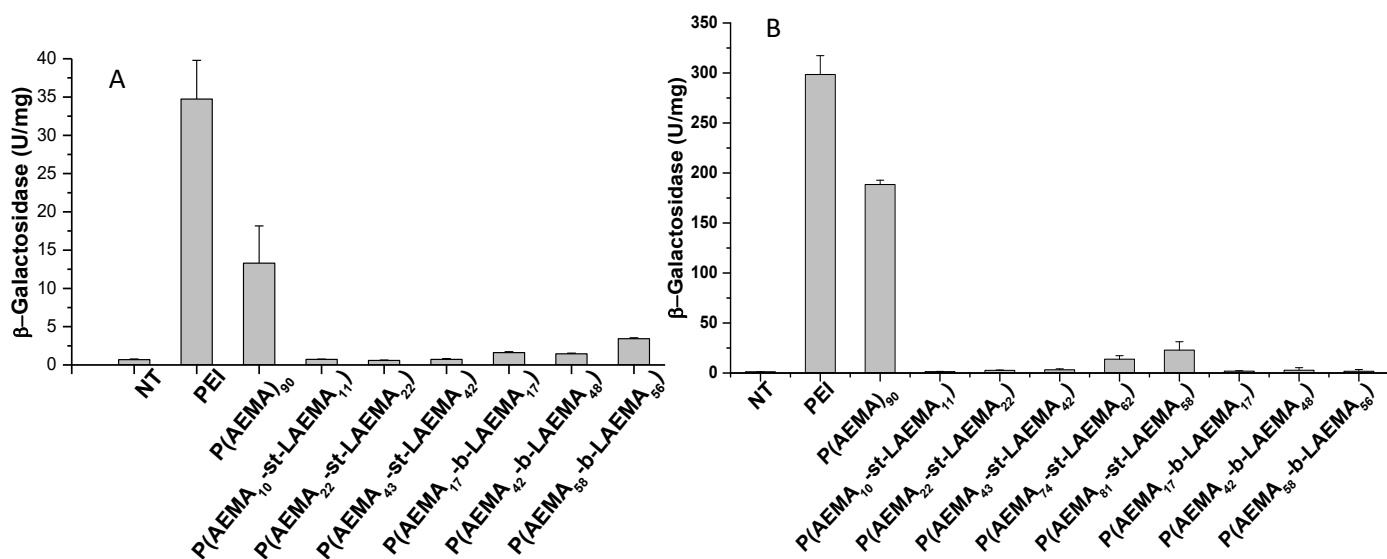 A
β–Galactosidase (U/mg)
40
35
30
25
20
15
10
5
0
NT
PEI
P(AEMA)₉₀
P(AEMA₁₀-st-LAEMA₁₁)
P(AEMA₂₂-st-LAEMA₂₂)
P(AEMA₄₃-st-LAEMA₄₂)
P(AEMA₁₇-b-LAEMA₁₇)
P(AEMA₄₂-b-LAEMA₄₈)
P(AEMA₅₈-b-LAEMA₅₆)
B
β–Galactosidase (U/mg)
350
300
250
200
150
100
50
0
NT
PEI
P(AEMA)₉₀
P(AEMA₁₀-st-LAEMA₁₁)
P(AEMA₂₂-st-LAEMA₂₂)
P(AEMA₄₃-st-LAEMA₄₂)
P(AEMA₇₄-st-LAEMA₆₂)
P(AEMA₈₁-st-LAEMA₅₈)
P(AEMA₁₇-b-LAEMA₁₇)
P(AEMA₄₂-b-LAEMA₄₈)
P(AEMA₅₈-b-LAEMA₅₆)